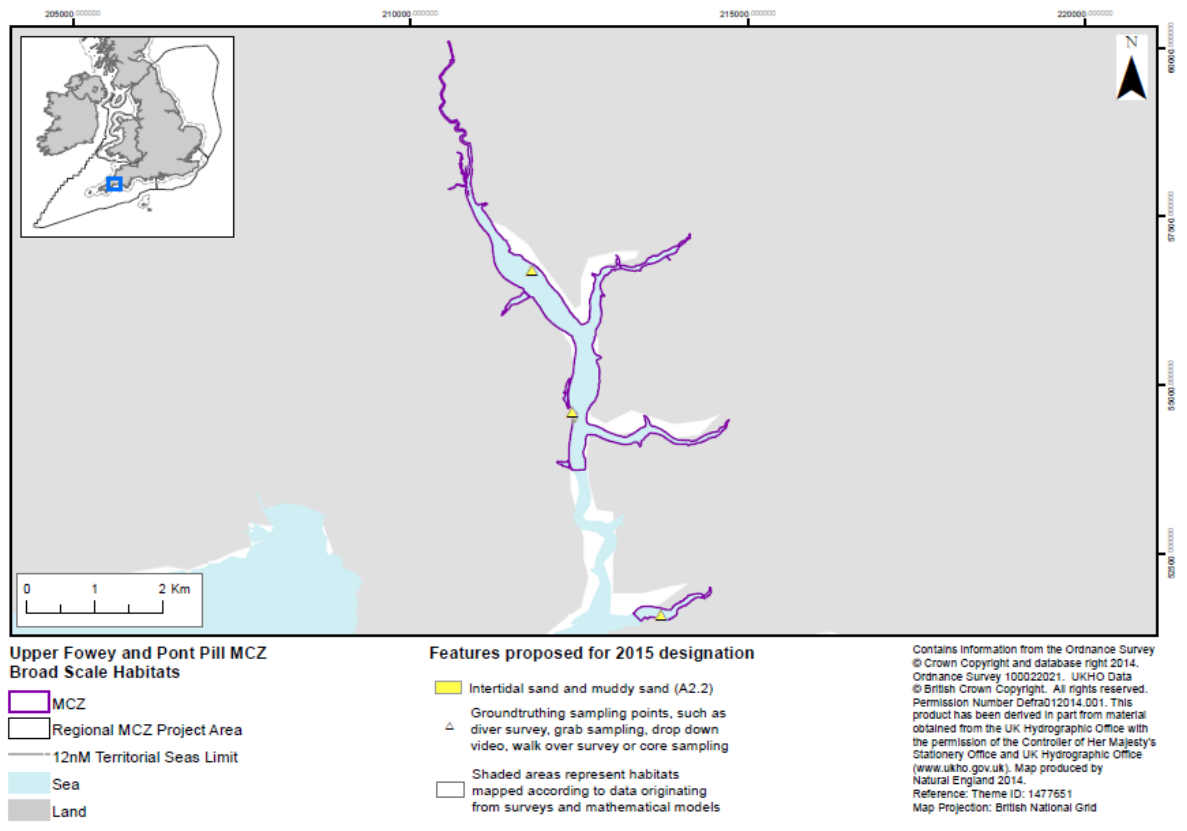 205000.000000
210000.000000
215000.000000
220000.000000
N
60000.000000
57500.000000
55000.000000
52500.000000
0 1 2 Km
Upper Fowey and Pont Pill MCZ
Broad Scale Habitats
MCZ
Regional MCZ Project Area
12nM Territorial Seas Limit
Sea
Land
Features proposed for 2015 designation
Intertidal sand and muddy sand (A2.2)
Groundtruthing sampling points, such as
diver survey, grab sampling, drop down
video, walk over survey or core sampling
Shaded areas represent habitats
mapped according to data originating
from surveys and mathematical models
Contains Information from the Ordnance Survey
© Crown Copyright and database right 2014.
Ordnance Survey 100022021. UKHO Data
© British Crown Copyright. All rights reserved.
Permission Number Defra012014.001. This
product has been derived in part from material
obtained from the UK Hydrographic Office with
the permission of the Controller of Her Majesty's
Stationery Office and UK Hydrographic Office
(www.ukho.gov.uk). Map produced by
Natural England 2014.
Reference: Theme ID: 1477651
Map Projection: British National Grid